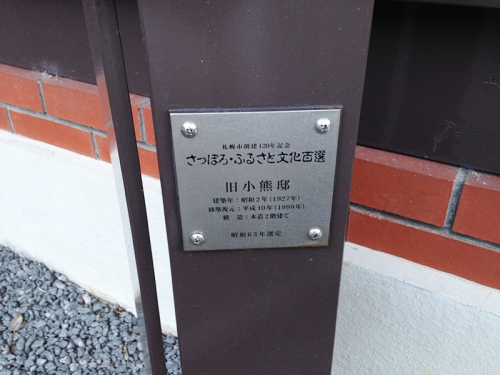 札幌市創建120年記念
さっぽろ・ふるさと文化百選
旧小熊邸
建築年：昭和2年(1927年)
移築復元：平成10年(1998年)
構　造：木造2階建て
昭和63年選定